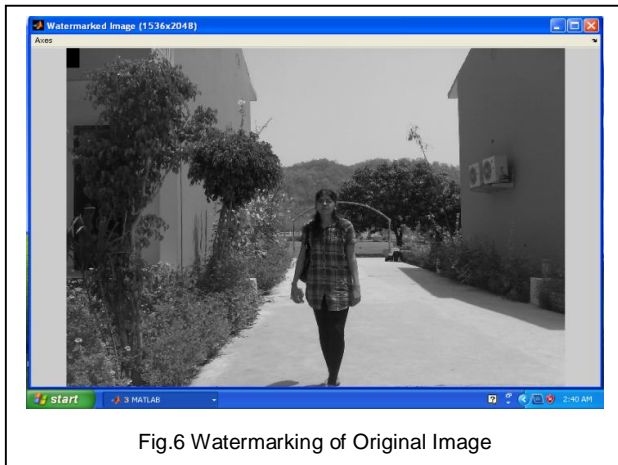 Watermarked Image (1536x2048)
Axes
start
3 MATLAB
2:40 AM
Fig.6 Watermarking of Original Image